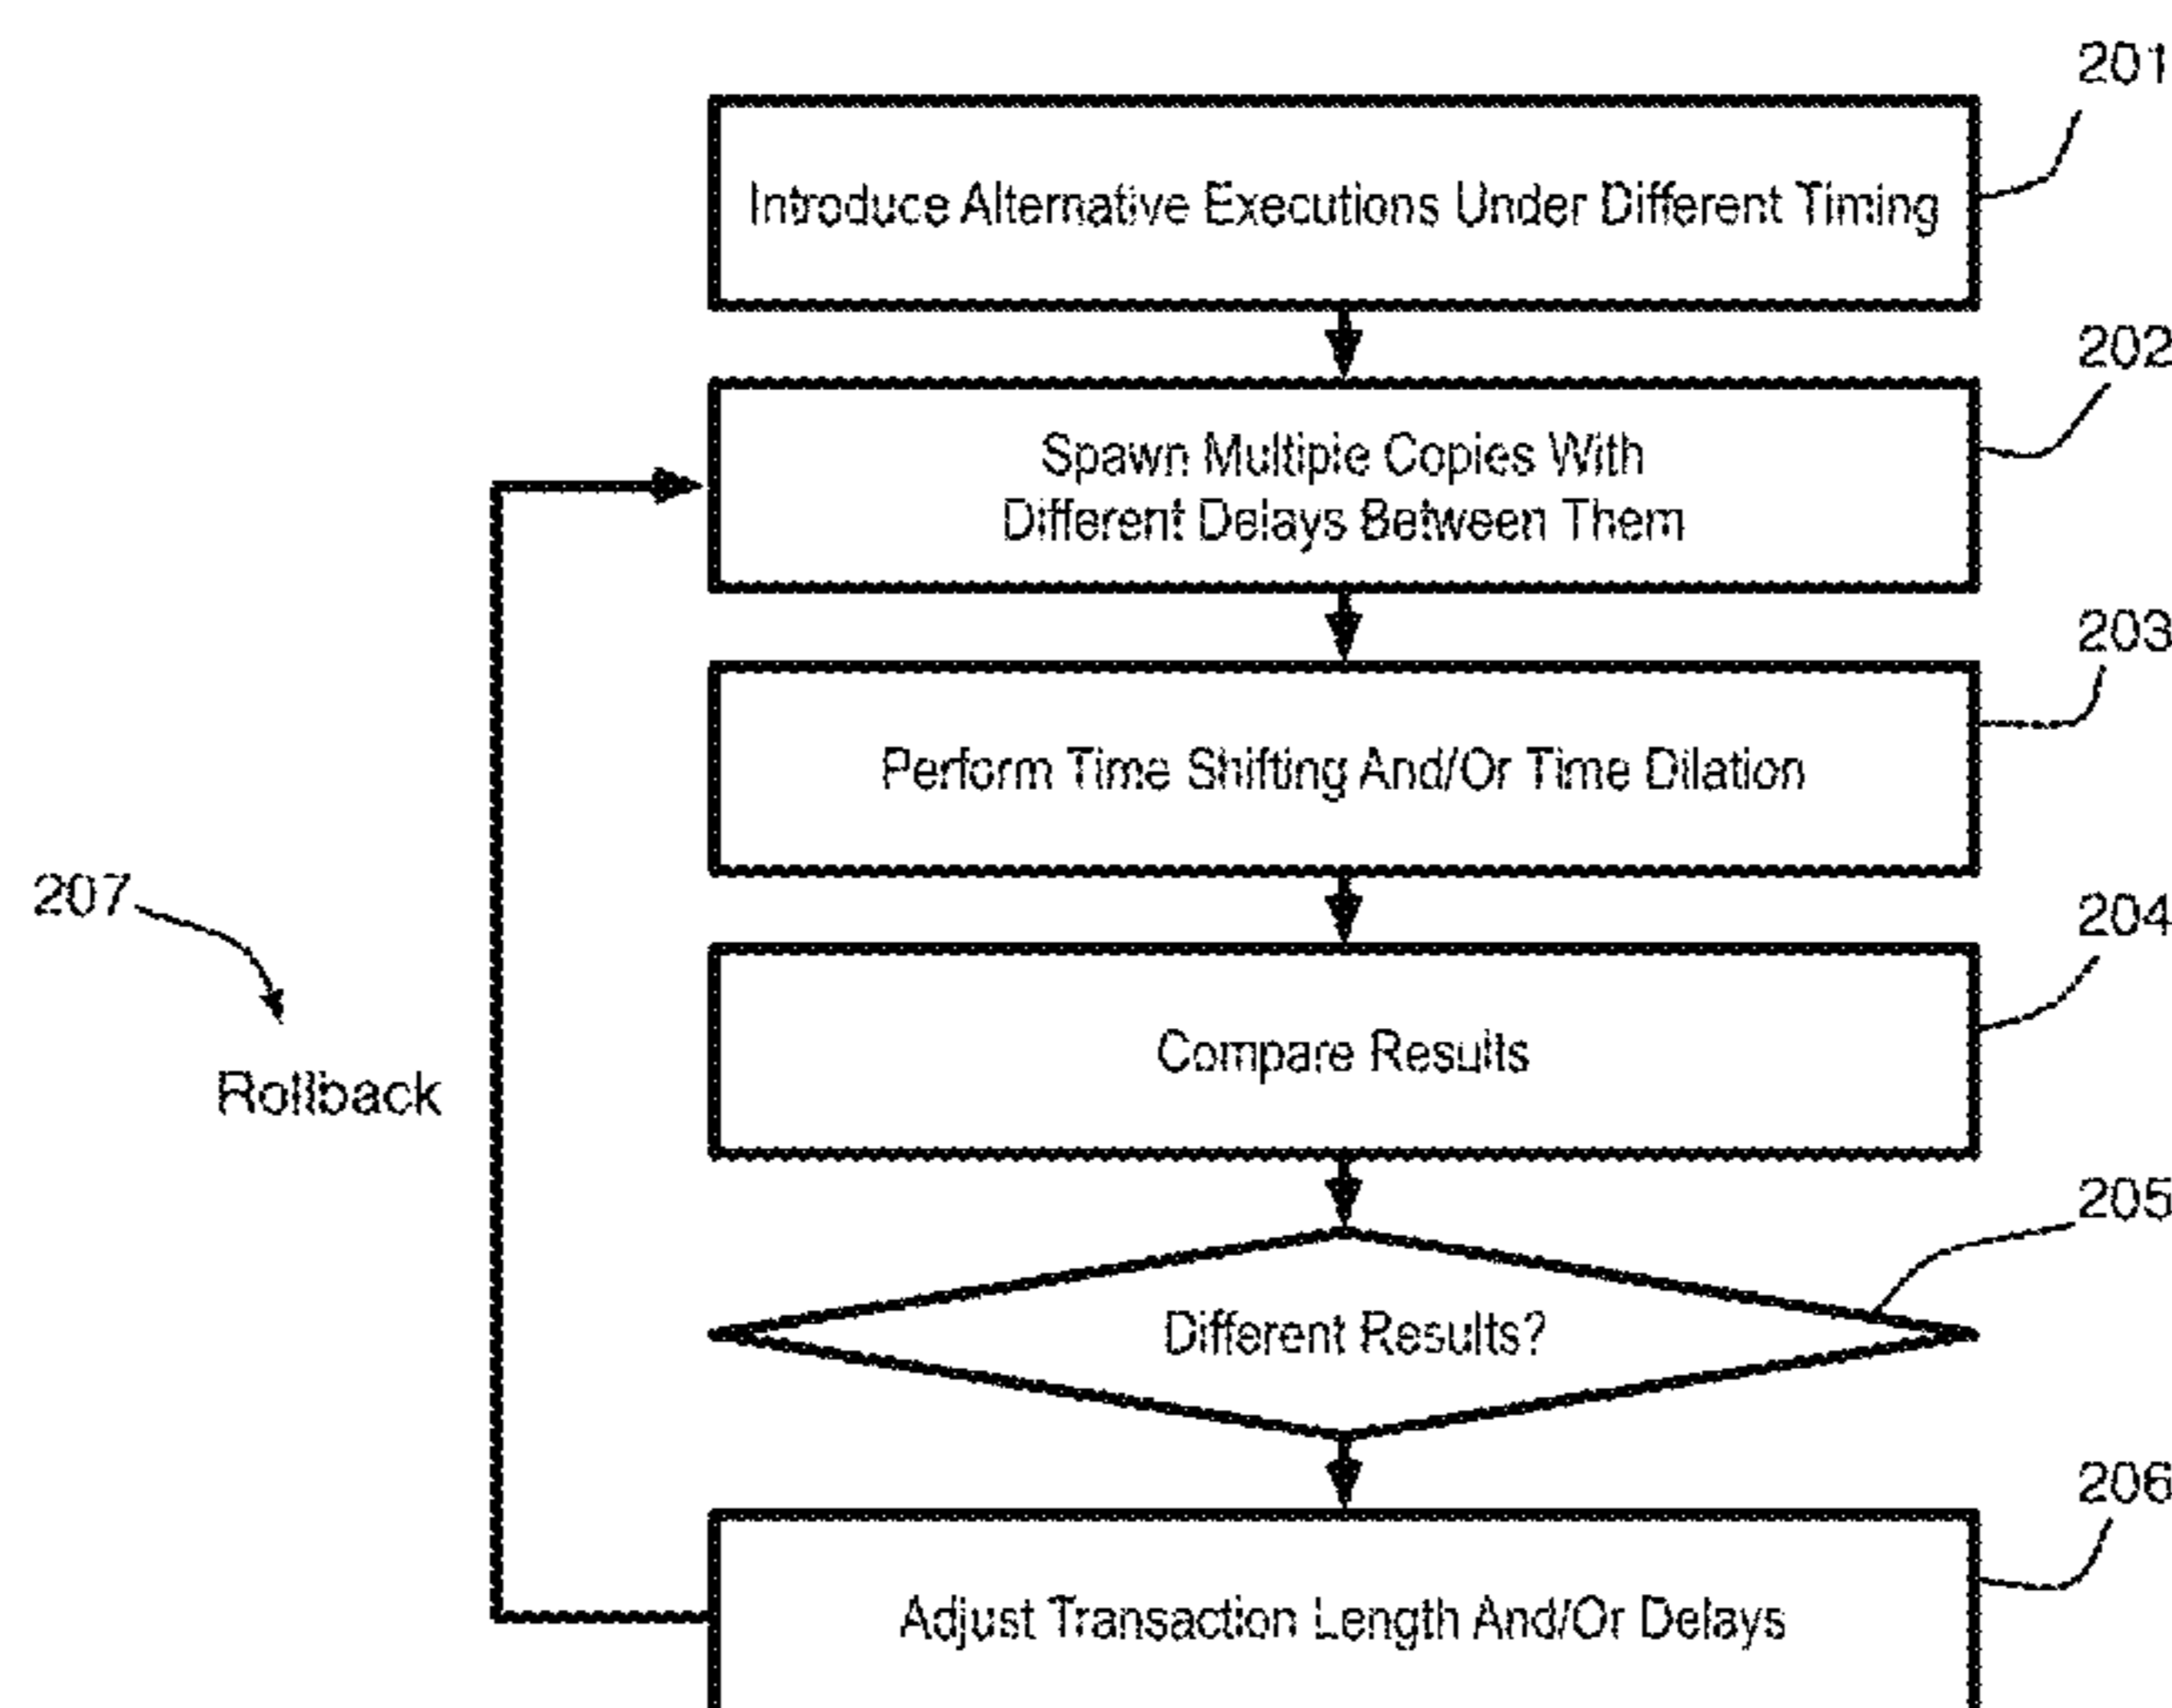 201
Introduce Alternative Executions Under Different Timing
202
Spawn Multiple Copies With
Different Delays Between Them
203
Perform Time Shifting And/Or Time Dilation
207
204
Compare Results
Rollback
205
Different Results?
206
Adjust Transaction Length And/Or Delays